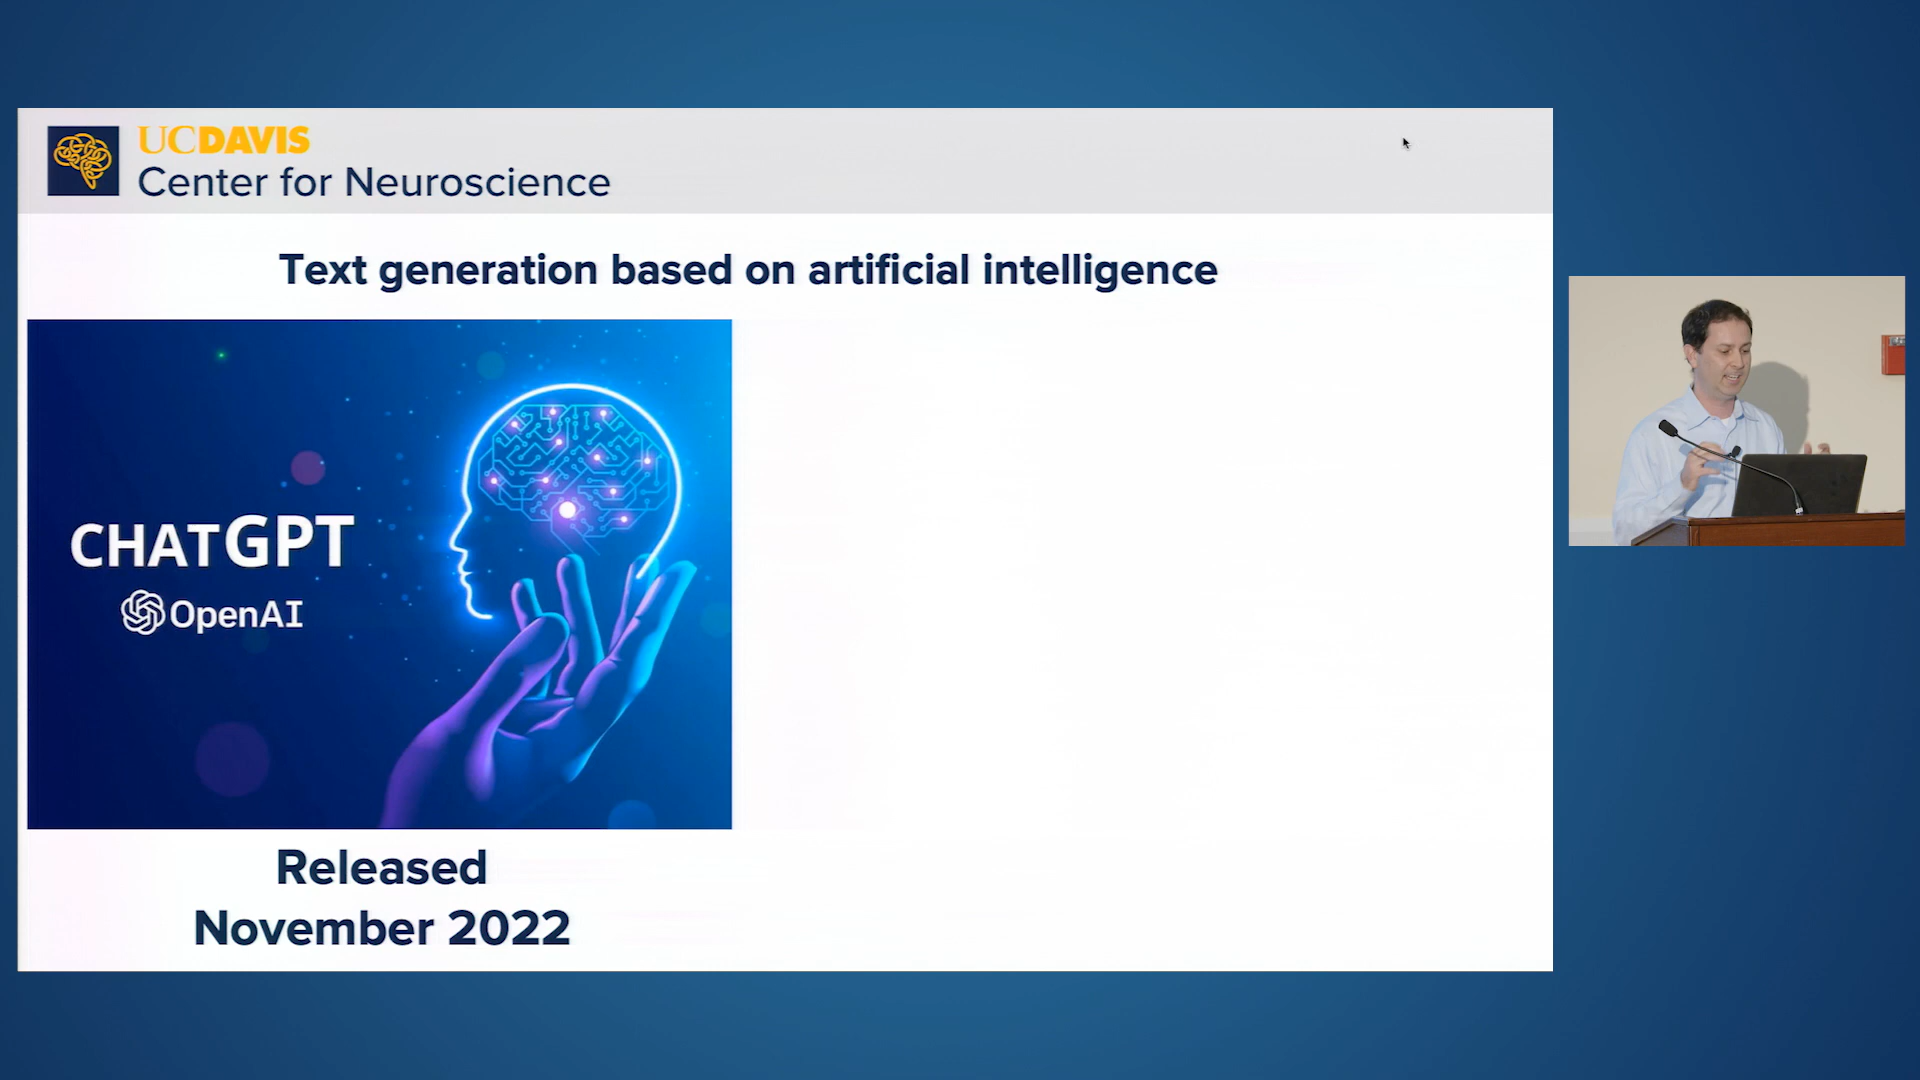 UCDAVIS
Center for Neuroscience
Text generation based on artificial intelligence
CHATGPT
OpenAI
Released
November 2022